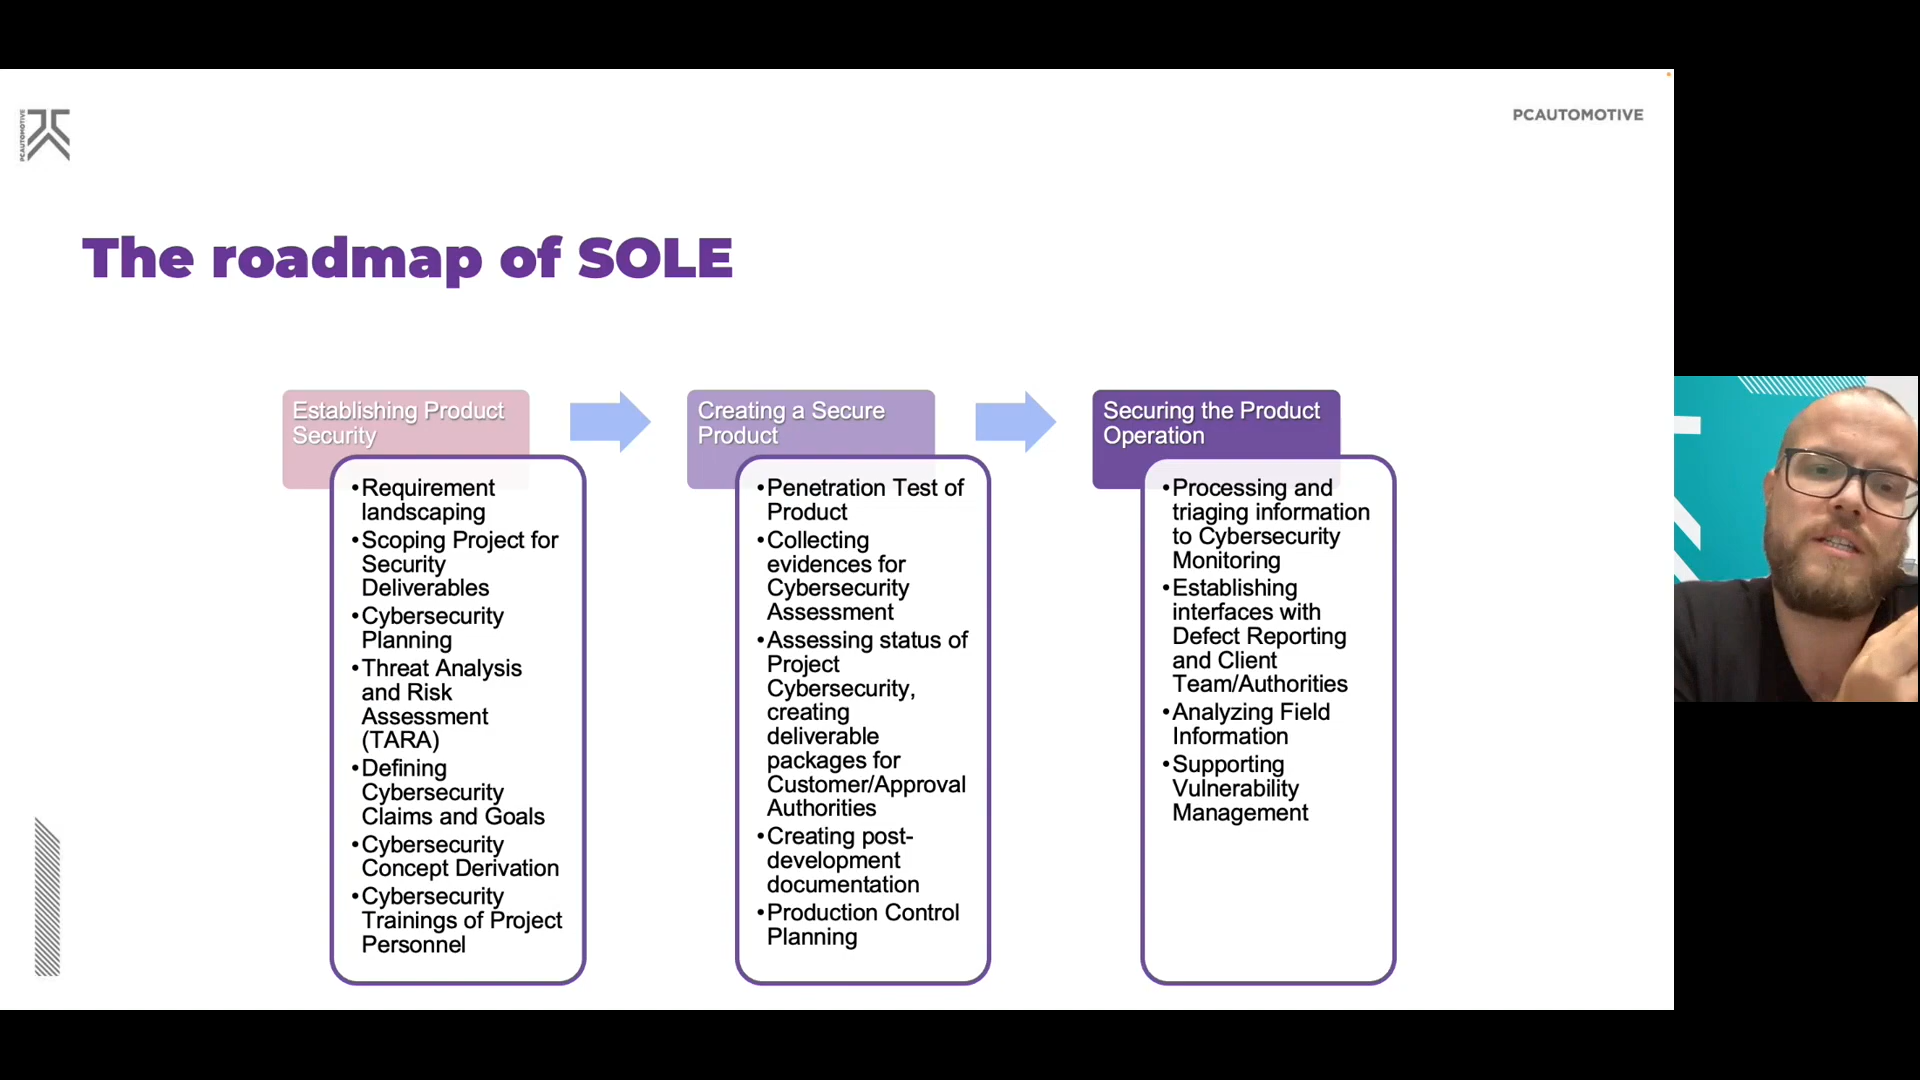 PCAUTOMOTIVE
PCAUTOMOTIVE
The roadmap of SOLE
Establishing Product
Security
•Requirement
landscaping
•Scoping Project for
Security
Deliverables
•Cybersecurity
Planning
•Threat Analysis
and Risk
Assessment
(TARA)
•Defining
Cybersecurity
Claims and Goals
•Cybersecurity
Concept Derivation
•Cybersecurity
Trainings of Project
Personnel
Creating a Secure
Product
•Penetration Test of
Product
•Collecting
evidences for
Cybersecurity
Assessment
•Assessing status of
Project
Cybersecurity,
creating
deliverable
packages for
Customer/Approval
Authorities
•Creating post-
development
documentation
•Production Control
Planning
Securing the Product
Operation
•Processing and
triaging information
to Cybersecurity
Monitoring
•Establishing
interfaces with
Defect Reporting
and Client
Team/Authorities
•Analyzing Field
Information
•Supporting
Vulnerability
Management